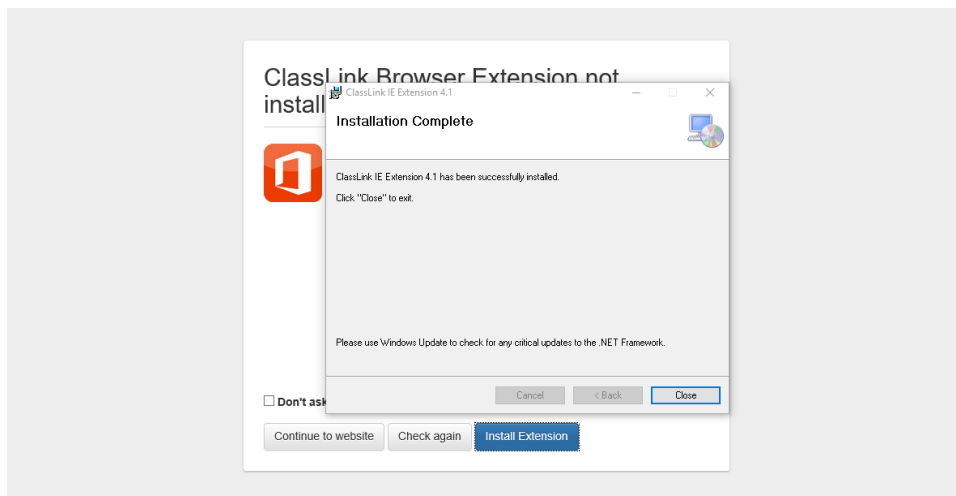 ClassLink Browser Extension not
install
ClassLink IE Extension 4.1
Installation Complete
ClassLink IE Extension 4.1 has been successfully installed.
Click "Close" to exit.
Please use Windows Update to check for any critical updates to the .NET Framework.
Cancel
< Back
Close
Don't ask
Continue to website
Check again
Install Extension